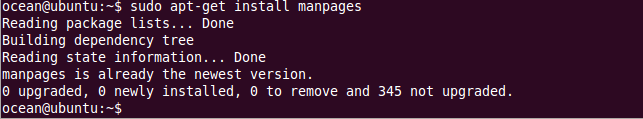 ocean@ubuntu:~$ sudo apt-get install manpages
Reading package lists... Done
Building dependency tree
Reading state information... Done
manpages is already the newest version.
0 upgraded, 0 newly installed, 0 to remove and 345 not upgraded.
ocean@ubuntu:~$